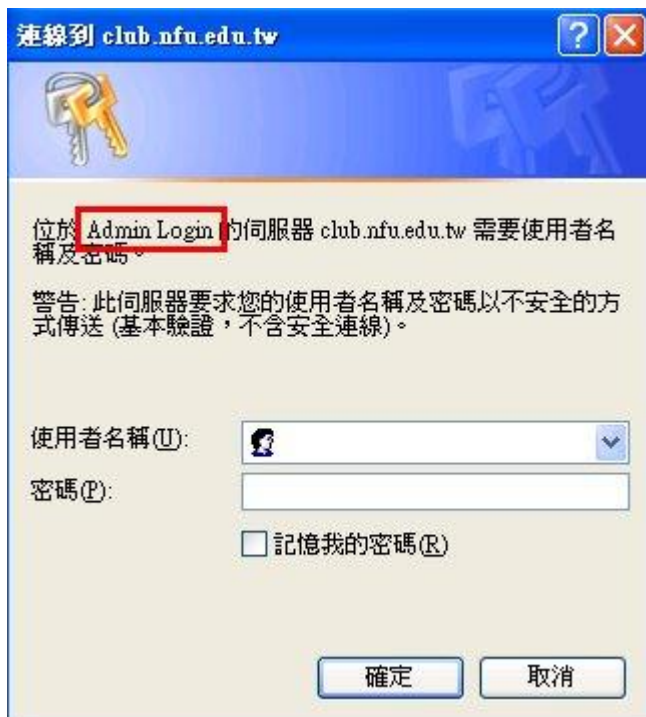 連線到 club.nfu.edu.tw
位於 Admin Login 的伺服器 club.nfu.edu.tw 需要使用者名
稱及密碼。
警告: 此伺服器要求您的使用者名稱及密碼以不安全的方
式傳送 (基本驗證，不含安全連線)。
使用者名稱(U):
密碼(P):
記憶我的密碼(R)
確定 取消